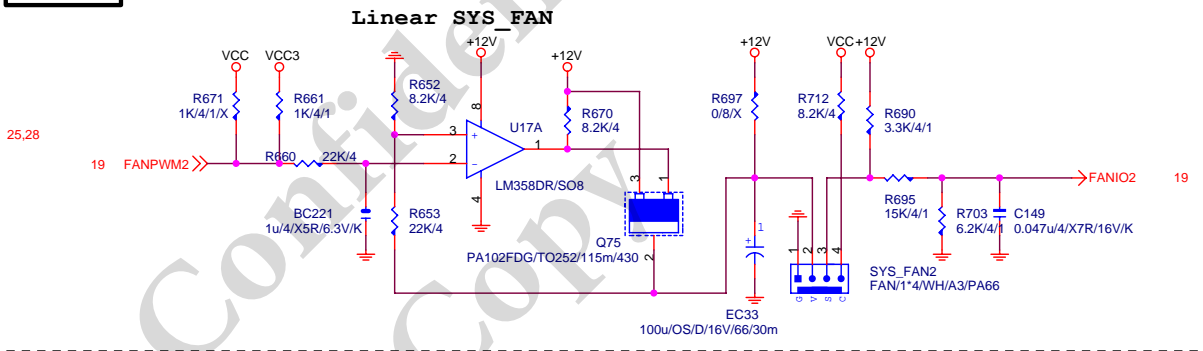 Linear SYS_FAN
+12V
+12V
+12V
VCC
+12V
VCC
VCC3
R671
1K/4/1/X
R661
1K/4/1
R652
8.2K/4
8
U17A
R670
8.2K/4
R697
0/8/X
R712
8.2K/4
R690
3.3K/4/1
25,28
3
+
2
-
1
4
19
FANPWM2
R660
22K/4
LM358DR/SO8
3
1
FANIO2
19
BC221
1u/4/X5R/6.3V/K
R653
22K/4
Q75
PA102FDG/TO252/115m/430
2
+
1
EC33
100u/OS/D/16V/66/30m
R695
15K/4/1
R703
6.2K/4/1
C149
0.047u/4/X7R/16V/K
1
2
3
4
G
V
S
C
SYS_FAN2
FAN/1*4/WH/A3/PA66
Confidential
Copy